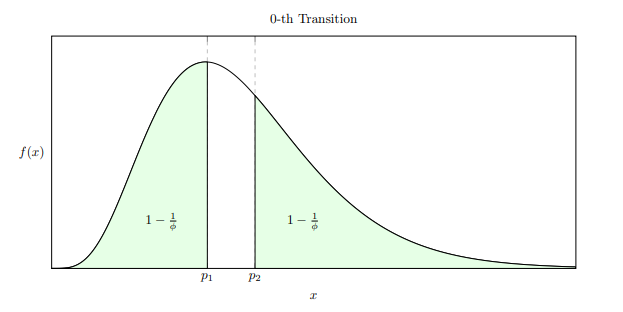 0-th Transition
f(x)
1 − 1/ϕ
1 − 1/ϕ
p₁
p₂
x